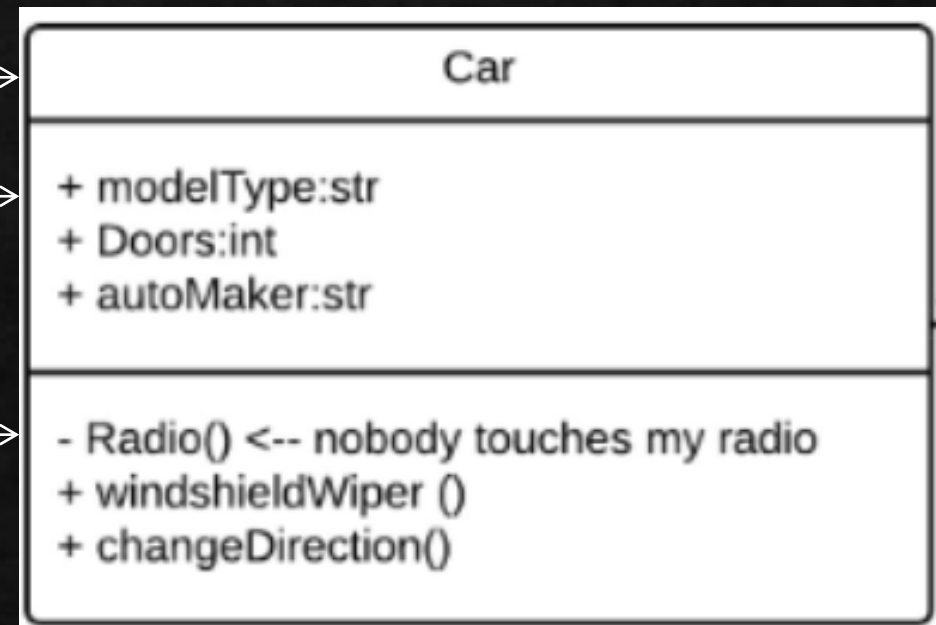 Car
+ modelType:str
+ Doors:int
+ autoMaker:str
- Radio() <-- nobody touches my radio
+ windshieldWiper ()
+ changeDirection()